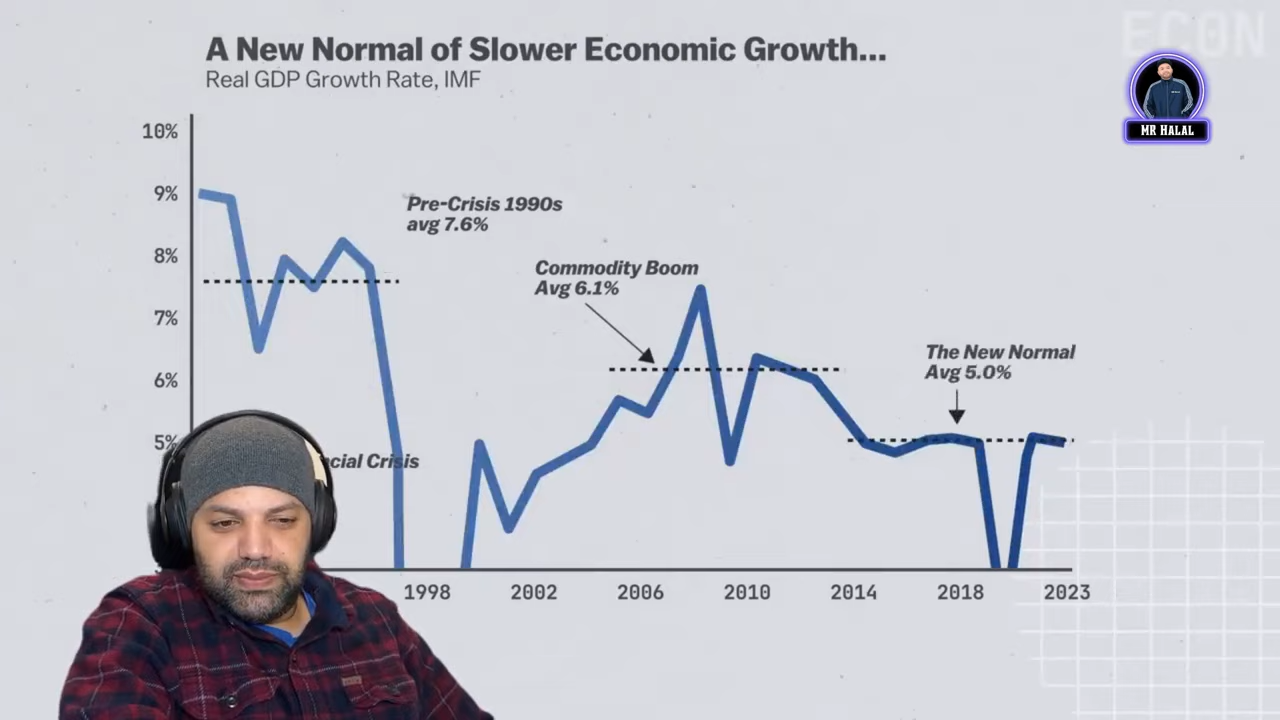 A New Normal of Slower Economic Growth...
Real GDP Growth Rate, IMF
ECON
MR HALAL
10%
9%
8%
7%
6%
5%
Pre-Crisis 1990s
avg 7.6%
Commodity Boom
Avg 6.1%
The New Normal
Avg 5.0%
Crisis
1998
2002
2006
2010
2014
2018
2023